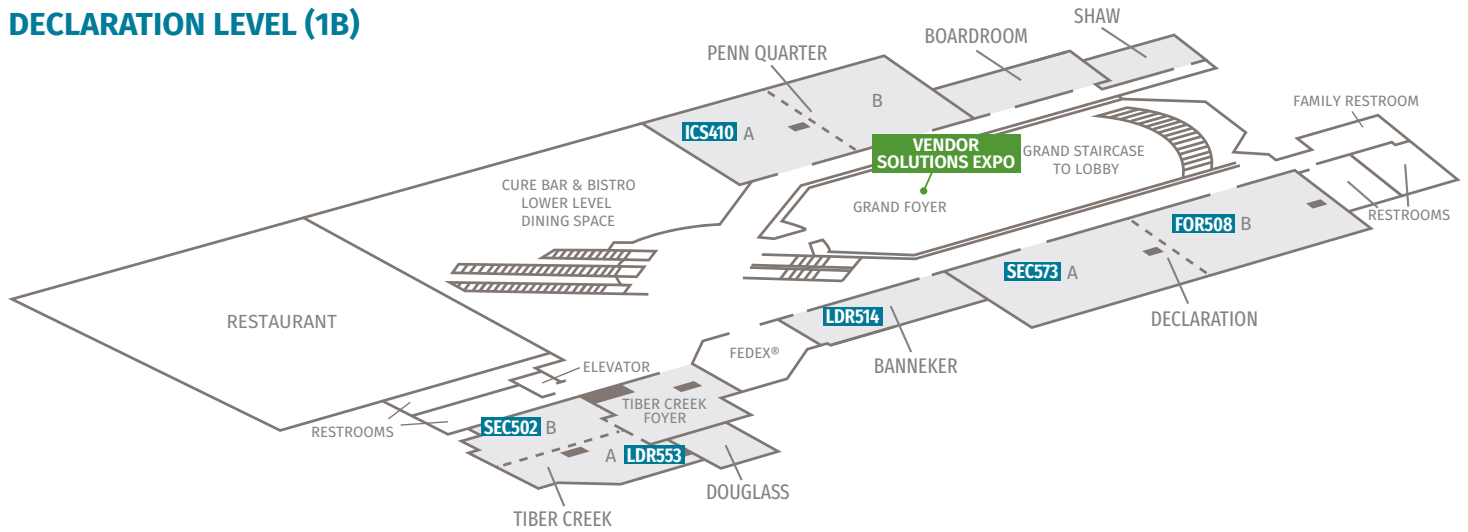 DECLARATION LEVEL (1B)
SHAW
BOARDROOM
PENN QUARTER
B
ICS410 A
FAMILY RESTROOM
VENDOR
SOLUTIONS EXPO
GRAND STAIRCASE
TO LOBBY
CURE BAR & BISTRO
LOWER LEVEL
DINING SPACE
GRAND FOYER
RESTROOMS
FOR508 B
SEC573 A
RESTAURANT
LDR514
DECLARATION
BANNEKER
FEDEX®
ELEVATOR
TIBER CREEK
FOYER
RESTROOMS
SEC502 B
A LDR553
DOUGLASS
TIBER CREEK